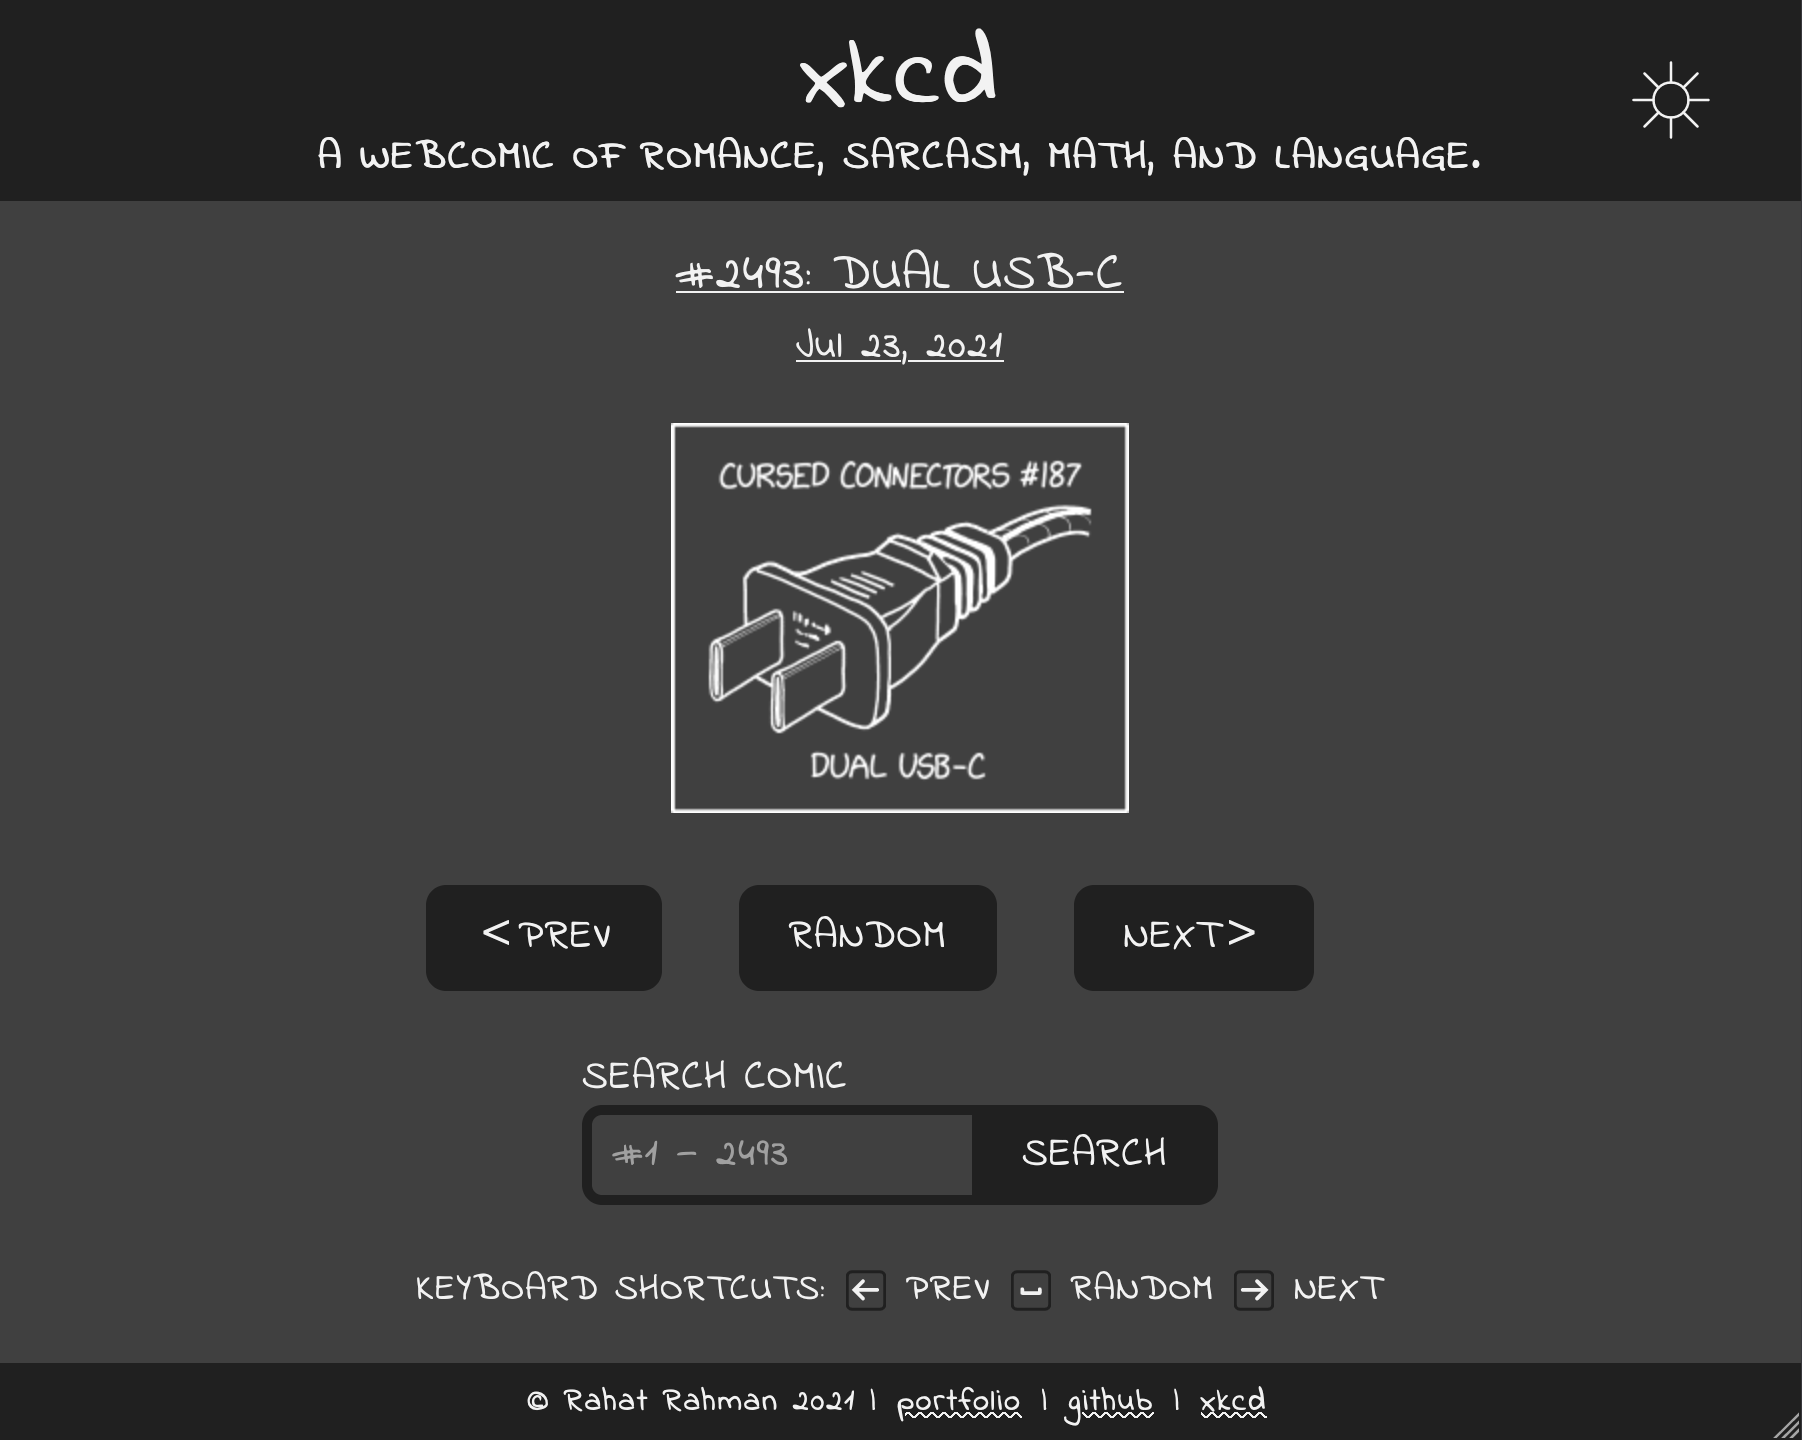 xkcd
A WEBCOMIC OF ROMANCE, SARCASM, MATH, AND LANGUAGE.
#2493: DUAL USB-C
Jul 23, 2021
CURSED CONNECTORS #187
DUAL USB-C
< PREV
RANDOM
NEXT >
SEARCH COMIC
#1 - 2493
SEARCH
KEYBOARD SHORTCUTS: ← PREV ⎵ RANDOM → NEXT
© Rahat Rahman 2021 | portfolio | github | xkcd